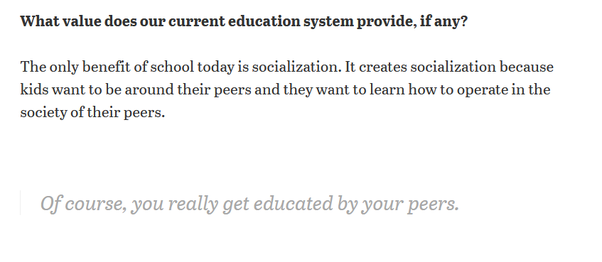 What value does our current education system provide, if any?
The only benefit of school today is socialization. It creates socialization because
kids want to be around their peers and they want to learn how to operate in the
society of their peers.
Of course, you really get educated by your peers.